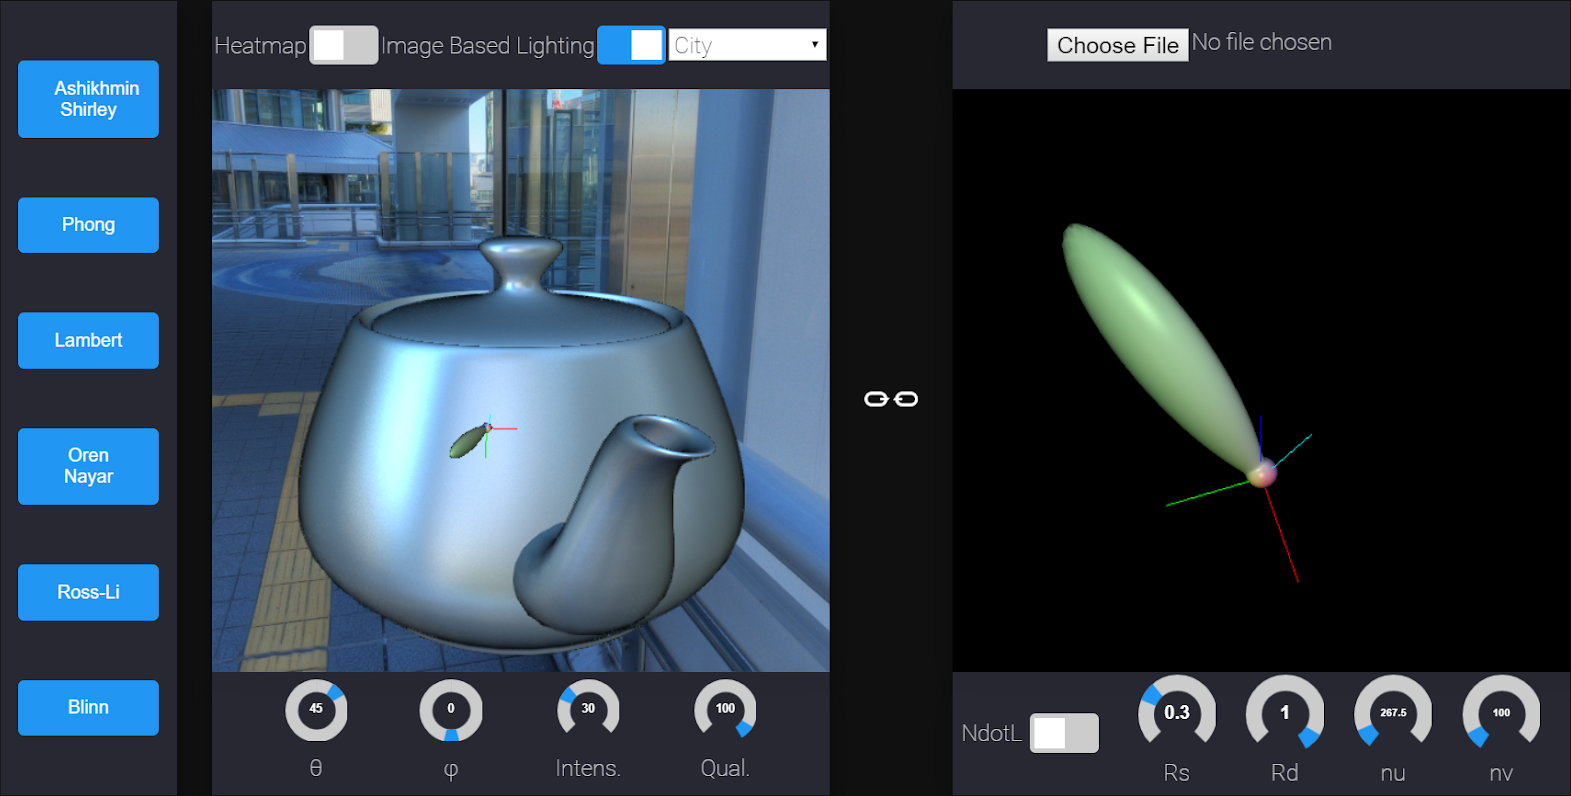 Ashikhmin
Shirley
Phong
Lambert
Oren
Nayar
Ross-Li
Blinn
Heatmap Image Based Lighting City
45 0 30 100
θ φ Intens. Qual.
Choose File No file chosen
NdotL
0.3 1 267.5 100
Rs Rd nu nv